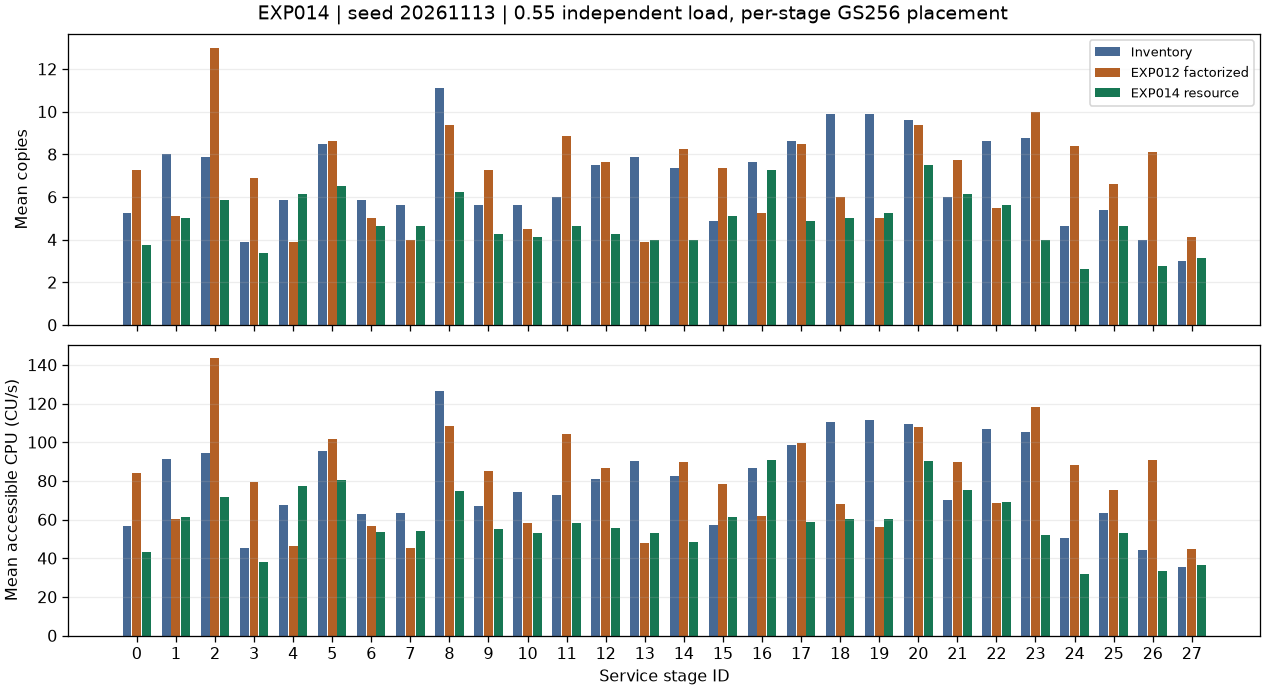 EXP014 | seed 20261113 | 0.55 independent load, per-stage GS256 placement
Inventory
EXP012 factorized
EXP014 resource
Mean copies
12
10
8
6
4
2
0
Mean accessible CPU (CU/s)
140
120
100
80
60
40
20
0
0 1 2 3 4 5 6 7 8 9 10 11 12 13 14 15 16 17 18 19 20 21 22 23 24 25 26 27
Service stage ID